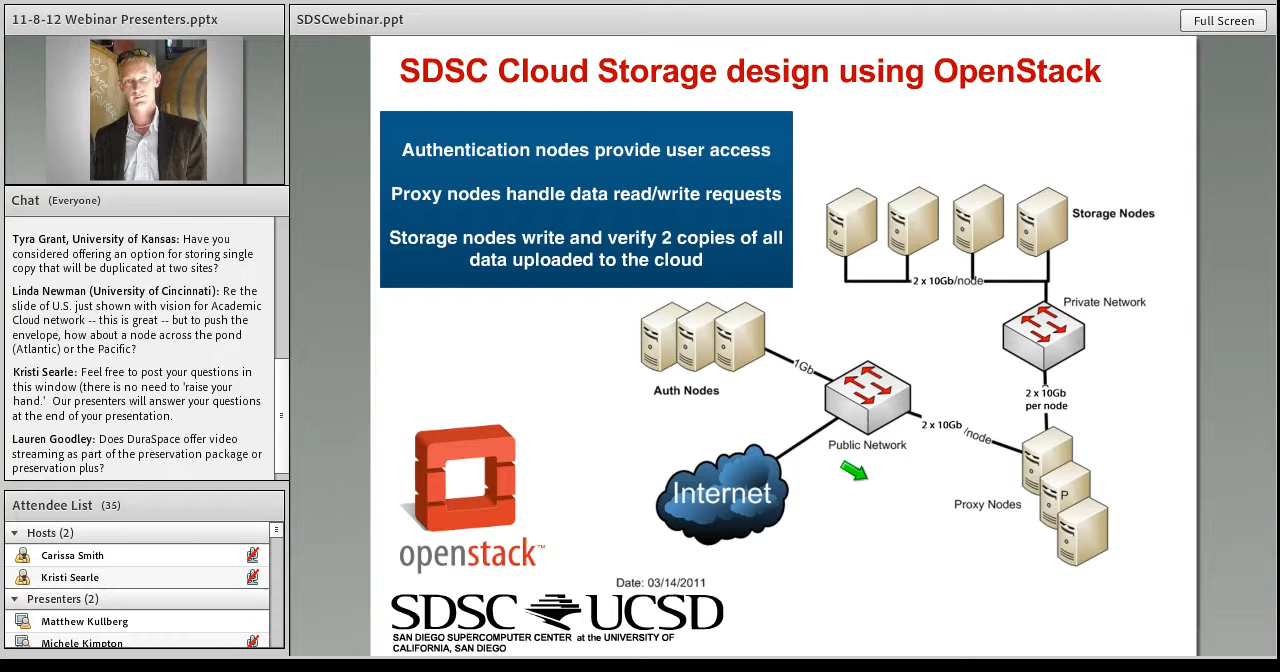 11-8-12 Webinar Presenters.pptx
Chat (Everyone)
Tyra Grant, University of Kansas: Have you
considered offering an option for storing single
copy that will be duplicated at two sites?
Linda Newman (University of Cincinnati): Re the
slide of U.S. just shown with vision for Academic
Cloud network -- this is great -- but to push the
envelope, how about a node across the pond
(Atlantic) or the Pacific?
Kristi Searle: Feel free to post your questions in
this window (there is no need to 'raise your
hand.' Our presenters will answer your questions
at the end of your presentation.
Lauren Goodley: Does DuraSpace offer video
streaming as part of the preservation package or
preservation plus?
Attendee List (35)
Hosts (2)
Carissa Smith
Kristi Searle
Presenters (2)
Matthew Kullberg
Michele Kimpton
SDSCwebinar.ppt
Full Screen
SDSC Cloud Storage design using OpenStack
Authentication nodes provide user access
Proxy nodes handle data read/write requests
Storage nodes write and verify 2 copies of all
data uploaded to the cloud
Storage Nodes
2 x 10Gb/node
Private Network
2 x 10Gb
per node
Auth Nodes
1Gb
Public Network
2 x 10Gb /node
Internet
Proxy Nodes
P
openstack™
Date: 03/14/2011
SDSC UCSD
SAN DIEGO SUPERCOMPUTER CENTER at the UNIVERSITY OF
CALIFORNIA, SAN DIEGO